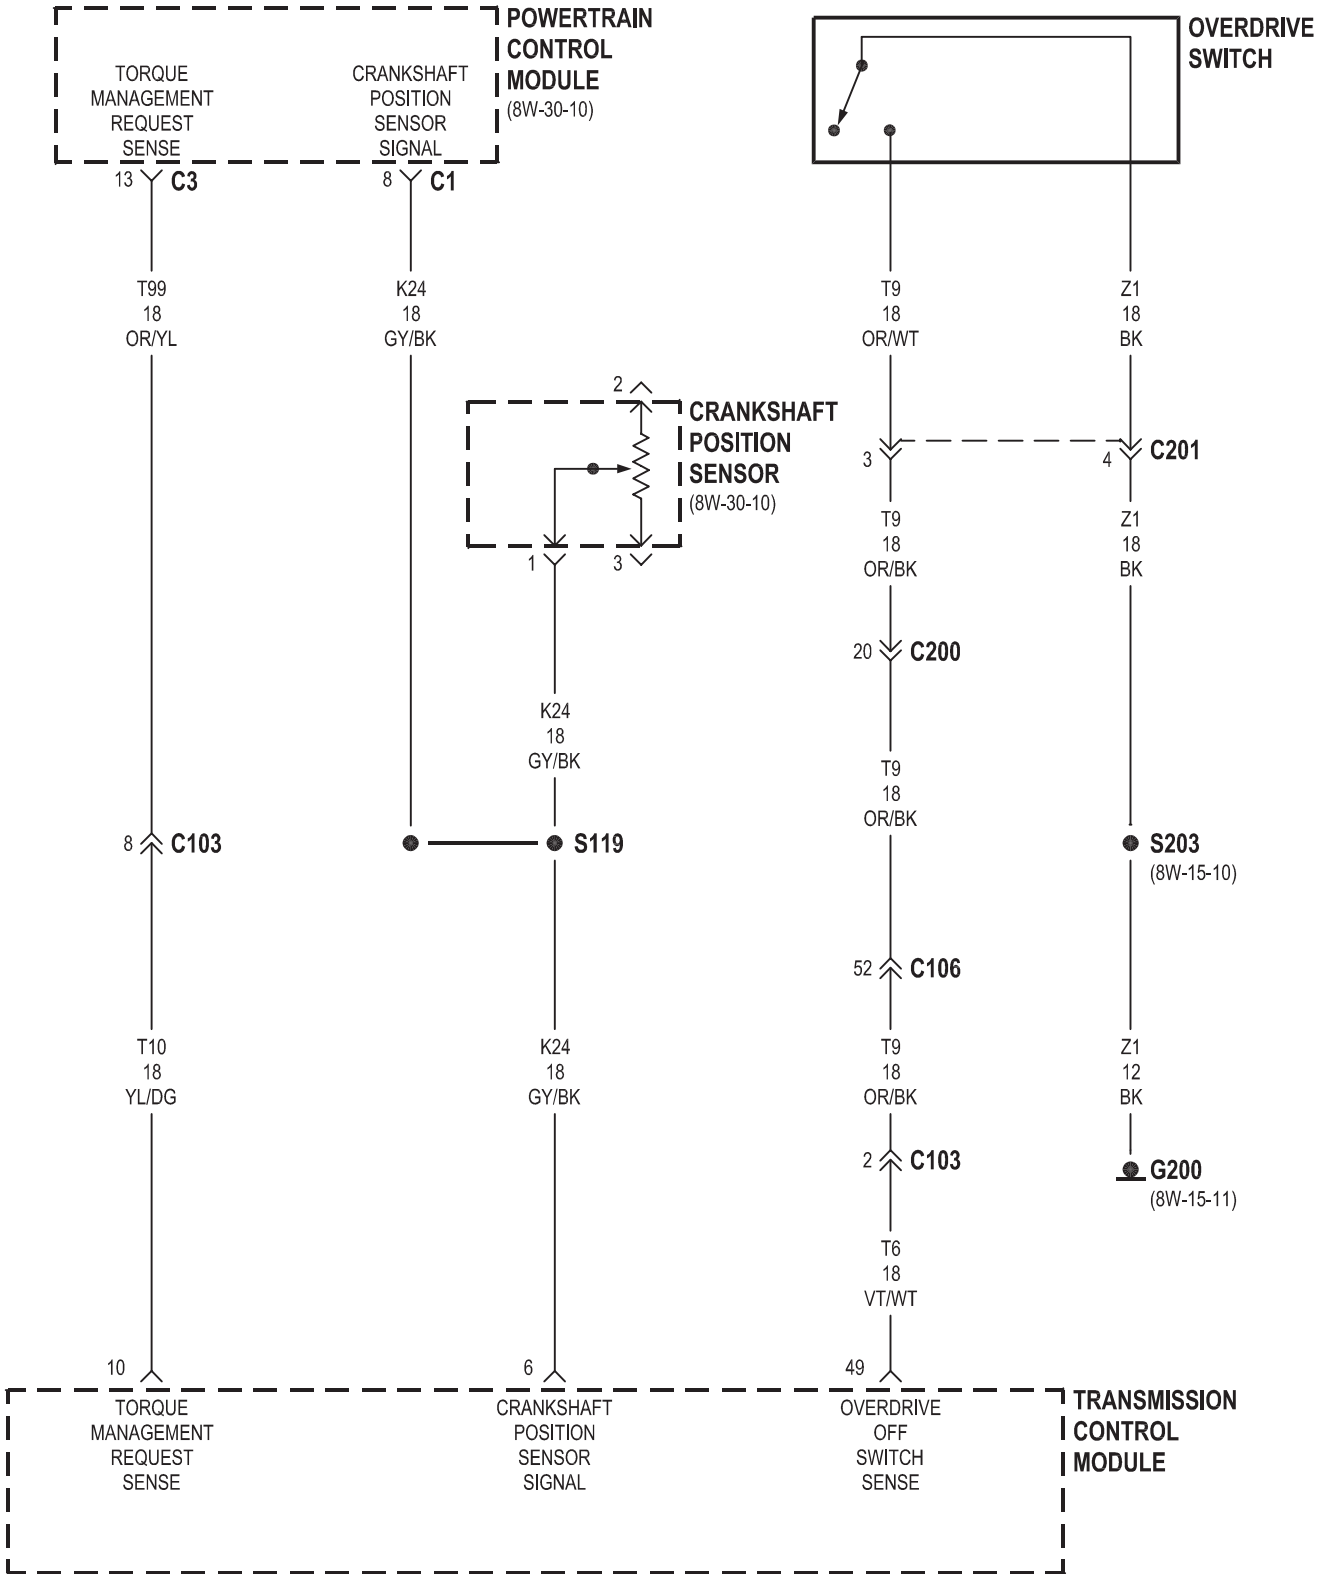 POWERTRAIN
CONTROL
MODULE
(8W-30-10)
TORQUE
MANAGEMENT
REQUEST
SENSE
CRANKSHAFT
POSITION
SENSOR
SIGNAL
13
C3
8
C1
OVERDRIVE
SWITCH
T99
18
OR/YL
K24
18
GY/BK
T9
18
OR/WT
Z1
18
BK
2
CRANKSHAFT
POSITION
SENSOR
(8W-30-10)
1
3
3
4
C201
T9
18
OR/BK
Z1
18
BK
20
C200
K24
18
GY/BK
T9
18
OR/BK
8
C103
S119
S203
(8W-15-10)
52
C106
T10
18
YL/DG
K24
18
GY/BK
T9
18
OR/BK
Z1
12
BK
2
C103
G200
(8W-15-11)
T6
18
VT/WT
10
6
49
TORQUE
MANAGEMENT
REQUEST
SENSE
CRANKSHAFT
POSITION
SENSOR
SIGNAL
OVERDRIVE
OFF
SWITCH
SENSE
TRANSMISSION
CONTROL
MODULE